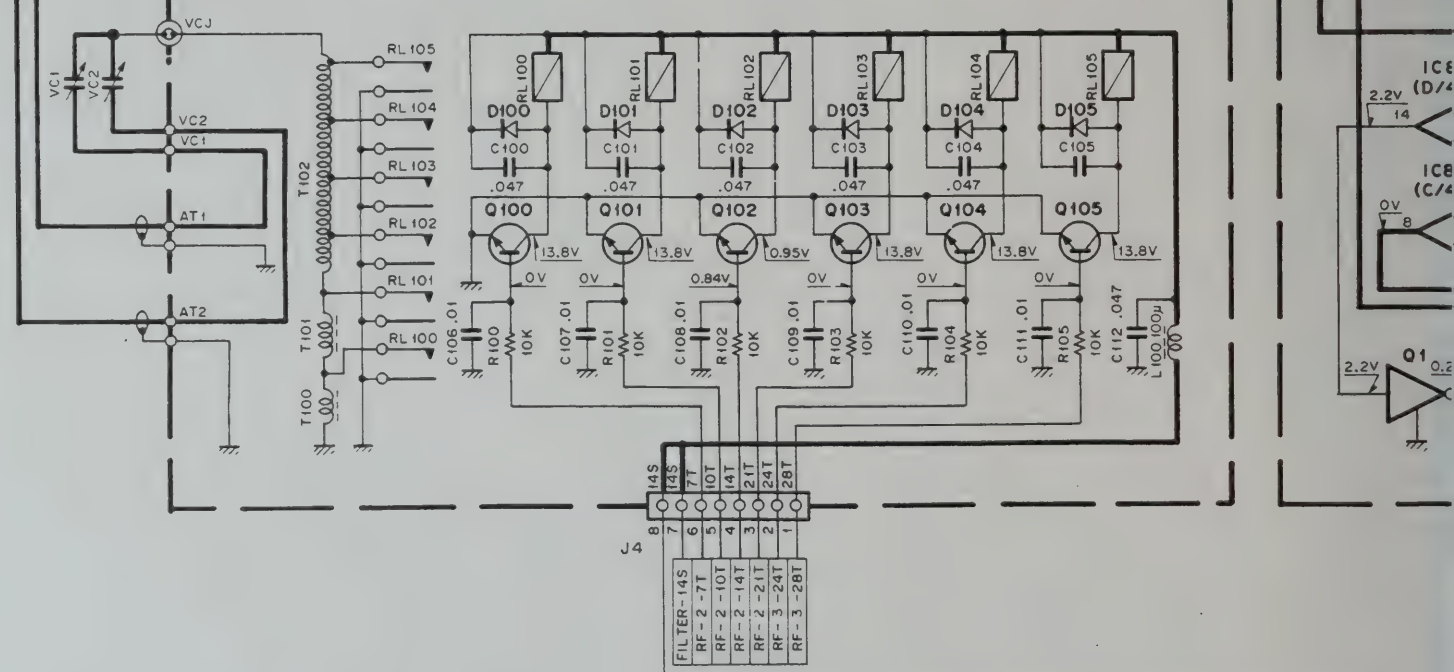 VCJ
VC1
VC2
VC2
VC1
AT1
AT2
T102
T101
T100
RL105
RL104
RL103
RL102
RL101
RL100
RL100
RL101
RL102
RL103
RL104
RL105
D100
D101
D102
D103
D104
D105
C100
C101
C102
C103
C104
C105
.047
.047
.047
.047
.047
.047
Q100
Q101
Q102
Q103
Q104
Q105
13.8V
13.8V
0.95V
13.8V
13.8V
13.8V
0V
0V
0.84V
0V
0V
0V
C106 .01
R100
10K
C107 .01
R101
10K
C108 .01
R102
10K
C109 .01
R103
10K
C110 .01
R104
10K
C111 .01
R105
10K
C112 .047
L100 100μ
14S
14S
7T
10T
14T
21T
24T
28T
J4
8
7
6
5
4
3
2
1
FILTER-14S
RF-2-7T
RF-2-10T
RF-2-14T
RF-2-21T
RF-3-24T
RF-3-28T
2.2V
14
0V
8
2.2V
Q1